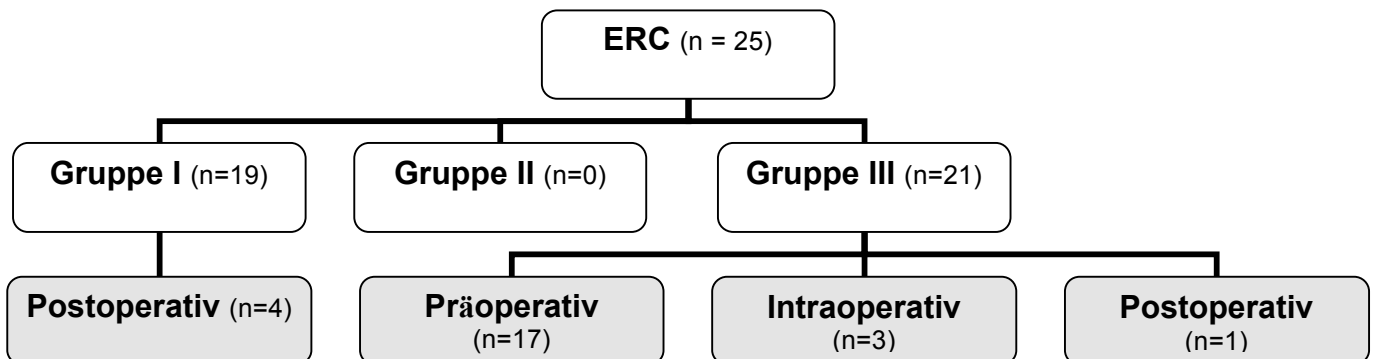 ERC (n = 25)
Gruppe I (n=19)
Gruppe II (n=0)
Gruppe III (n=21)
Postoperativ (n=4)
Präoperativ
(n=17)
Intraoperativ
(n=3)
Postoperativ
(n=1)